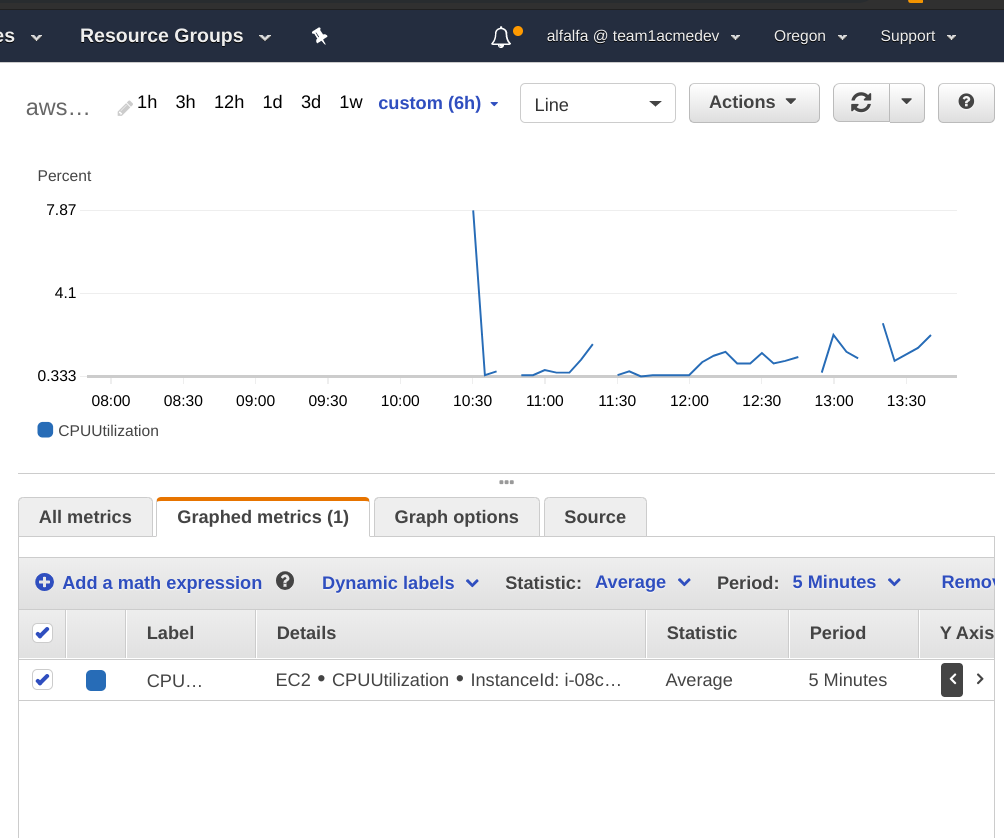 es Resource Groups alfalfa @ team1acmedev Oregon Support
aws… 1h 3h 12h 1d 3d 1w custom (6h) Line Actions
Percent
7.87
4.1
0.333
08:00 08:30 09:00 09:30 10:00 10:30 11:00 11:30 12:00 12:30 13:00 13:30
CPUUtilization
All metrics Graphed metrics (1) Graph options Source
Add a math expression Dynamic labels Statistic: Average Period: 5 Minutes Remov
Label Details Statistic Period Y Axis
CPU… EC2 • CPUUtilization • InstanceId: i-08c… Average 5 Minutes